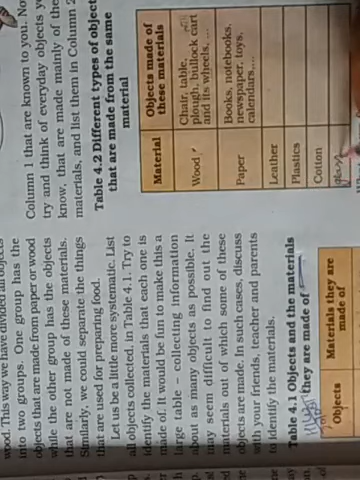 wood. This way we have divided all objects
into two groups. One group has the
objects that are made from paper or wood
while the other group has the objects
that are not made of these materials.
Similarly, we could separate the things
that are used for preparing food.
Let us be a little more systematic. List
all objects collected, in Table 4.1. Try to
identify the materials that each one is
made of. It would be fun to make this a
large table – collecting information
about as many objects as possible. It
may seem difficult to find out the
materials out of which some of these
objects are made. In such cases, discuss
with your friends, teacher and parents
to identify the materials.
Table 4.1 Objects and the materials
they are made of
Objects
Materials they are
made of
Column 1 that are known to you. Now
try and think of everyday objects
know, that are made mainly of
materials, and list them in Column 2
Table 4.2 Different types of object
that are made from the same
material
Material
Objects made of
these materials
Wood
Chair, table,
plough, bullock cart
and its wheels, ...
Paper
Books, notebooks,
newspaper, toys,
calendars, ...
Leather
Plastics
Cotton